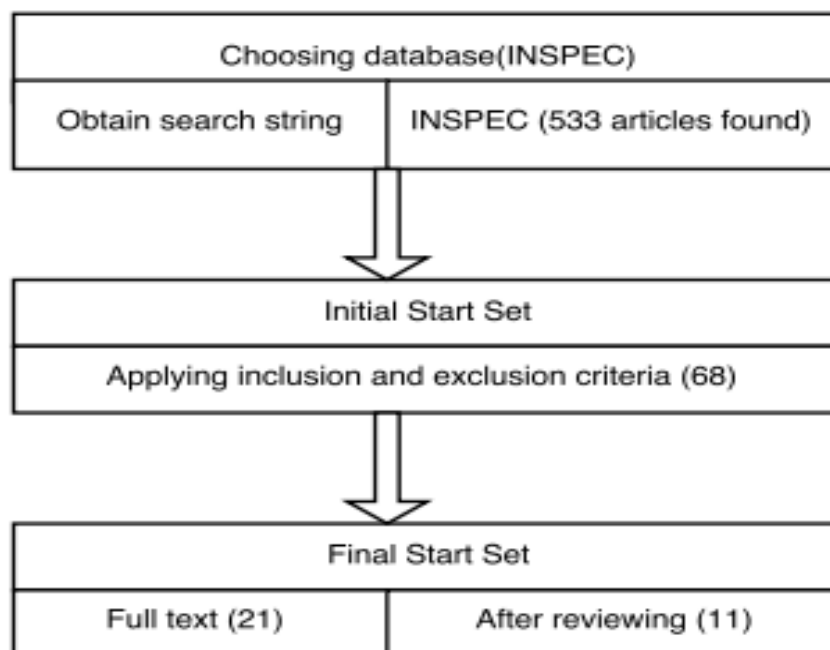 Choosing database(INSPEC)
Obtain search string
INSPEC (533 articles found)
Initial Start Set
Applying inclusion and exclusion criteria (68)
Final Start Set
Full text (21)
After reviewing (11)